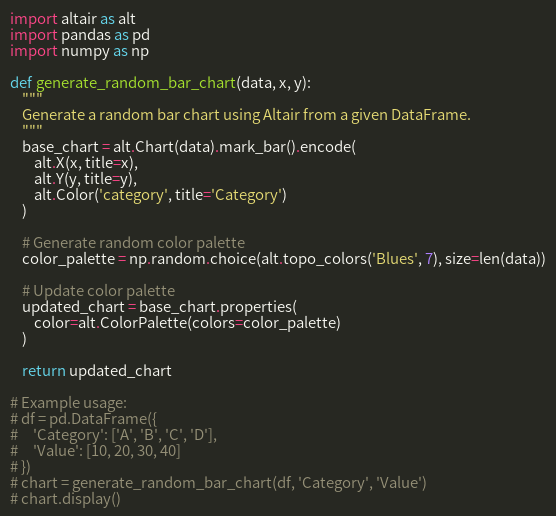 import altair as alt
import pandas as pd
import numpy as np

def generate_random_bar_chart(data, x, y):
    """
    Generate a random bar chart using Altair from a given DataFrame.
    """
    base_chart = alt.Chart(data).mark_bar().encode(
        alt.X(x, title=x),
        alt.Y(y, title=y),
        alt.Color('category', title='Category')
    )

    # Generate random color palette
    color_palette = np.random.choice(alt.topo_colors('Blues', 7), size=len(data))

    # Update color palette
    updated_chart = base_chart.properties(
        color=alt.ColorPalette(colors=color_palette)
    )

    return updated_chart

# Example usage:
# df = pd.DataFrame({
#     'Category': ['A', 'B', 'C', 'D'],
#     'Value': [10, 20, 30, 40]
# })
# chart = generate_random_bar_chart(df, 'Category', 'Value')
# chart.display()